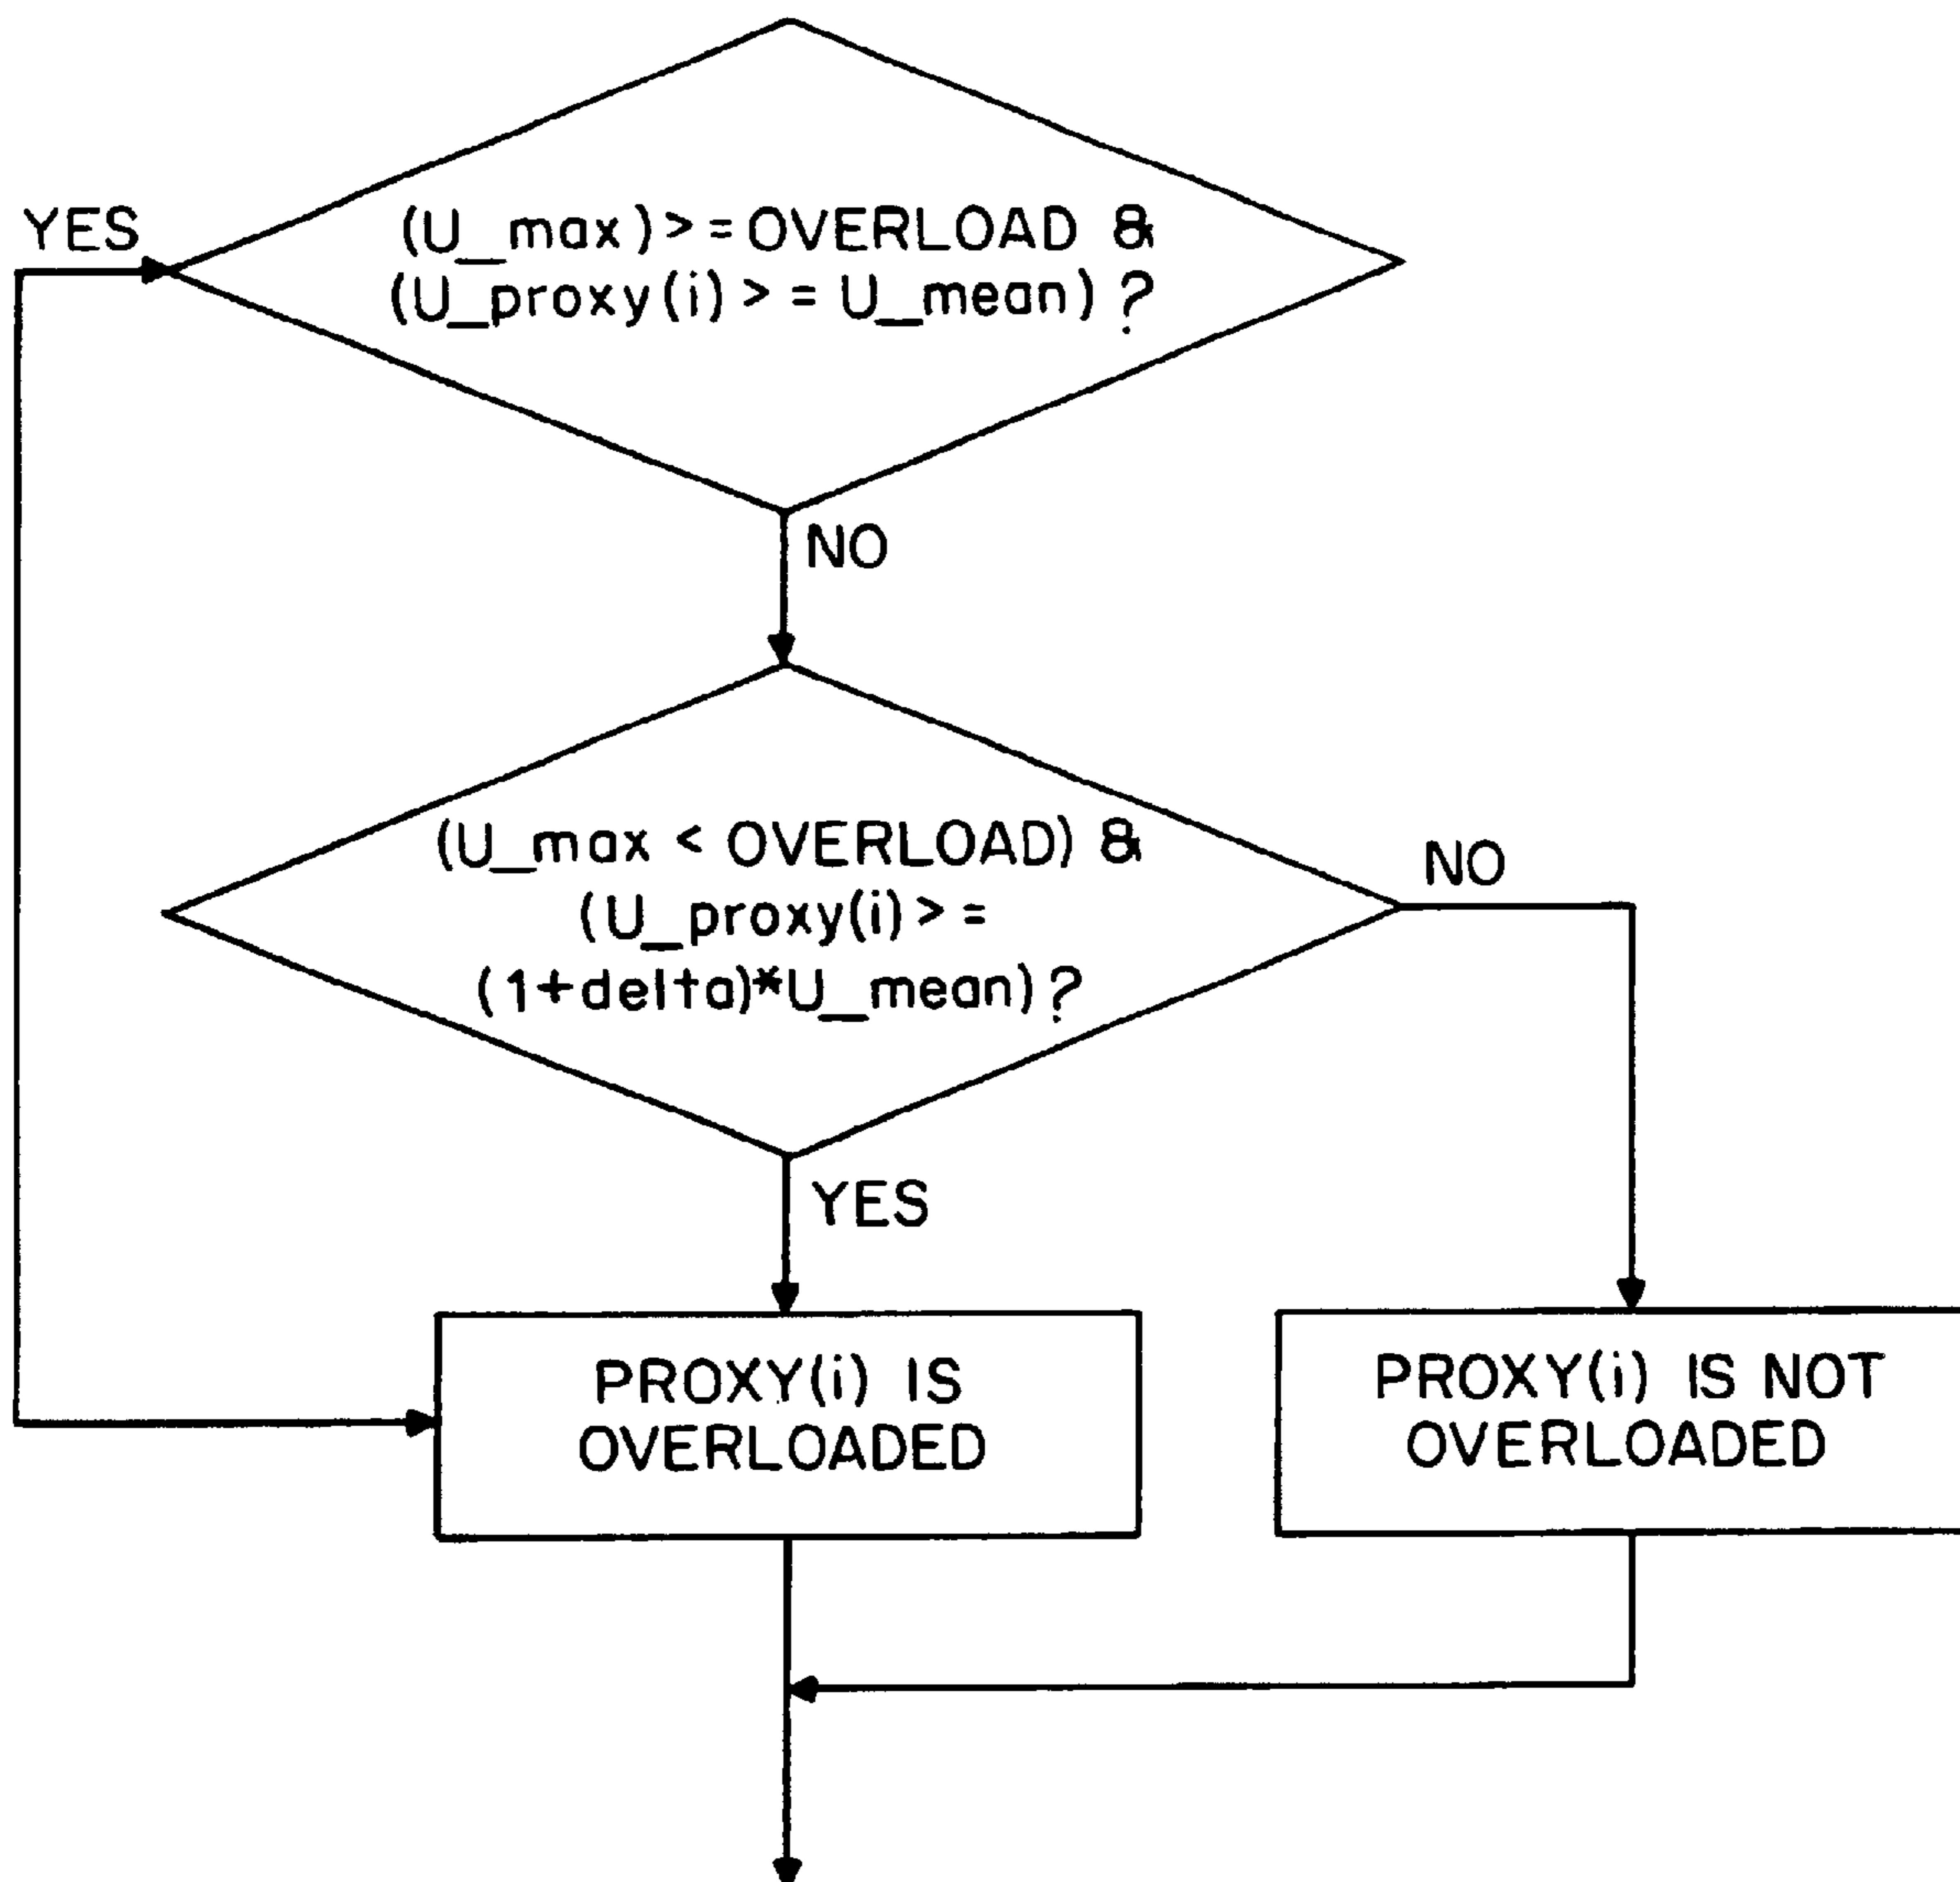 YES
(U_max)>=OVERLOAD &
(U_proxy(i)>=U_mean)?
NO
(U_max < OVERLOAD) &
(U_proxy(i)>=
(1+delta)*U_mean)?
NO
YES
PROXY(i) IS
OVERLOADED
PROXY(i) IS NOT
OVERLOADED